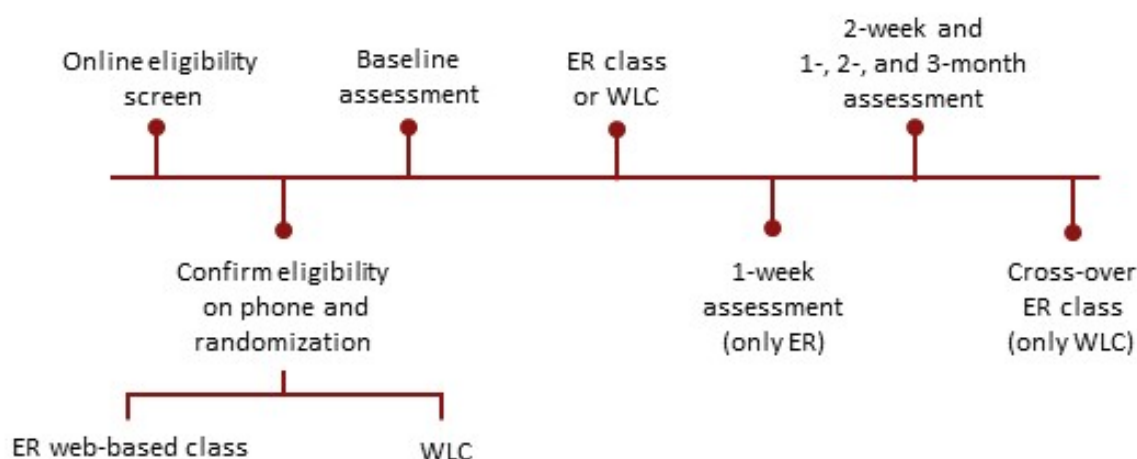 Online eligibility
screen
Baseline
assessment
ER class
or WLC
2-week and
1-, 2-, and 3-month
assessment
Confirm eligibility
on phone and
randomization
1-week
assessment
(only ER)
Cross-over
ER class
(only WLC)
ER web-based class
WLC